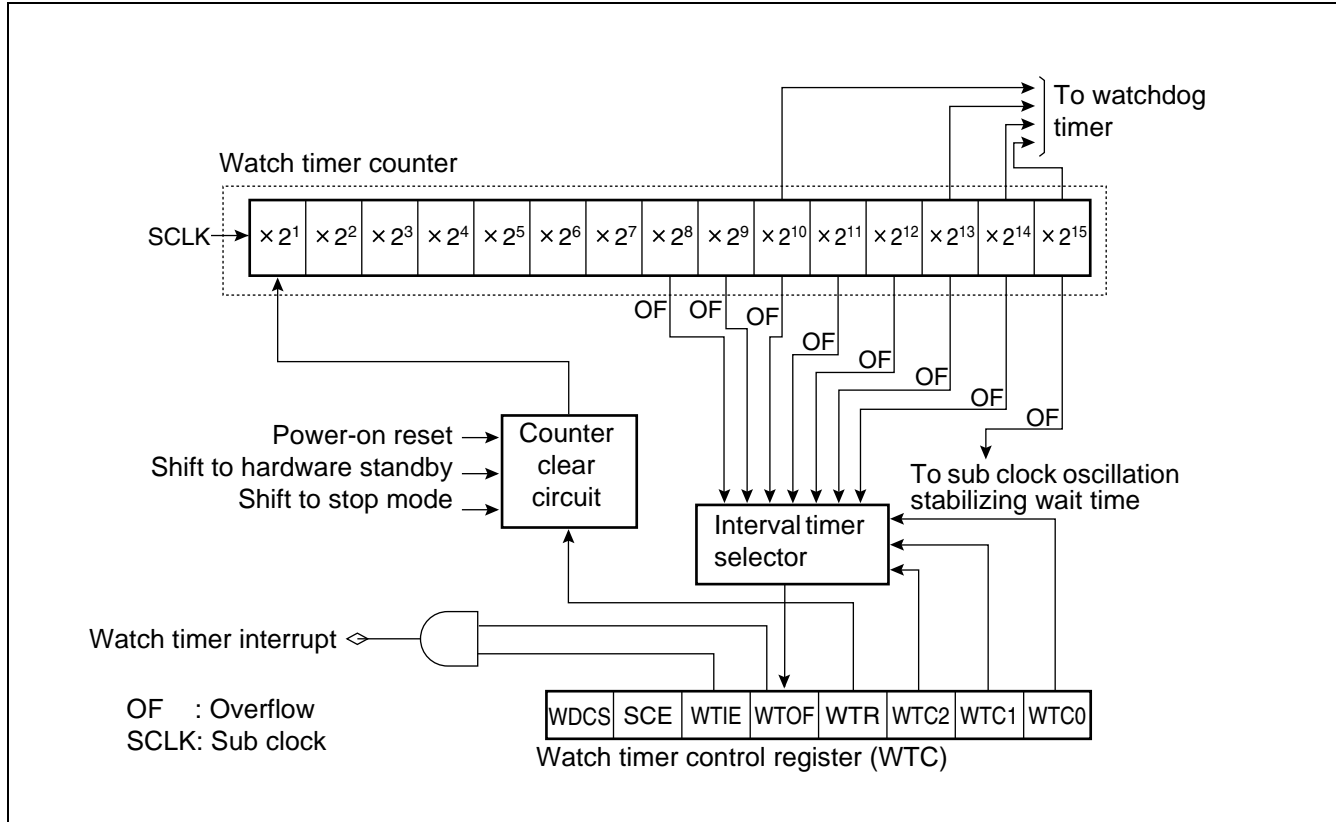 To watchdog
timer
Watch timer counter
SCLK
× 2¹ × 2² × 2³ × 2⁴ × 2⁵ × 2⁶ × 2⁷ × 2⁸ × 2⁹ × 2¹⁰ × 2¹¹ × 2¹² × 2¹³ × 2¹⁴ × 2¹⁵
OF OF OF
OF
OF
OF
OF
OF
Power-on reset
Shift to hardware standby
Shift to stop mode
Counter
clear
circuit
To sub clock oscillation
stabilizing wait time
Interval timer
selector
Watch timer interrupt
WDCS SCE WTIE WTOF WTR WTC2 WTC1 WTC0
Watch timer control register (WTC)
OF : Overflow
SCLK: Sub clock